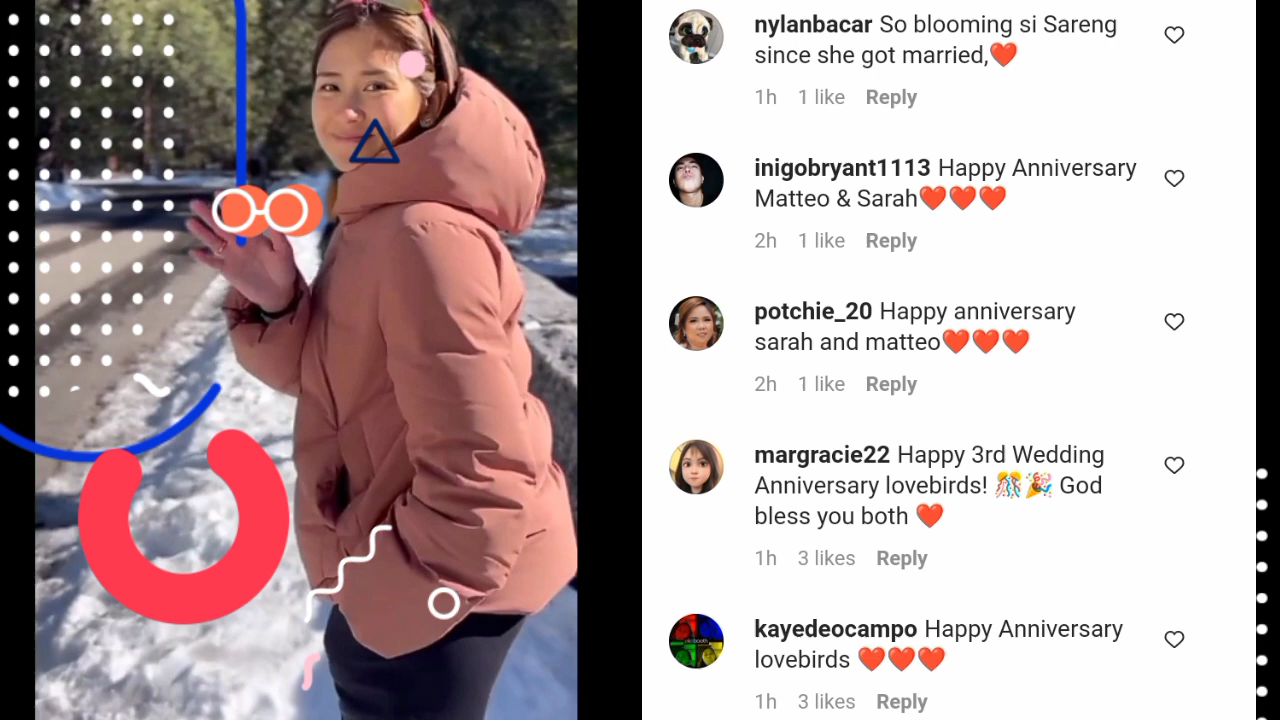 nylanbacar So blooming si Sareng
since she got married,❤️
1h 1 like Reply
inigobryant1113 Happy Anniversary
Matteo & Sarah❤️❤️❤️
2h 1 like Reply
potchie_20 Happy anniversary
sarah and matteo❤️❤️❤️
2h 1 like Reply
margracie22 Happy 3rd Wedding
Anniversary lovebirds! 🎊🎉 God
bless you both ❤️
1h 3 likes Reply
kayedeocampo Happy Anniversary
lovebirds ❤️❤️❤️
1h 3 likes Reply